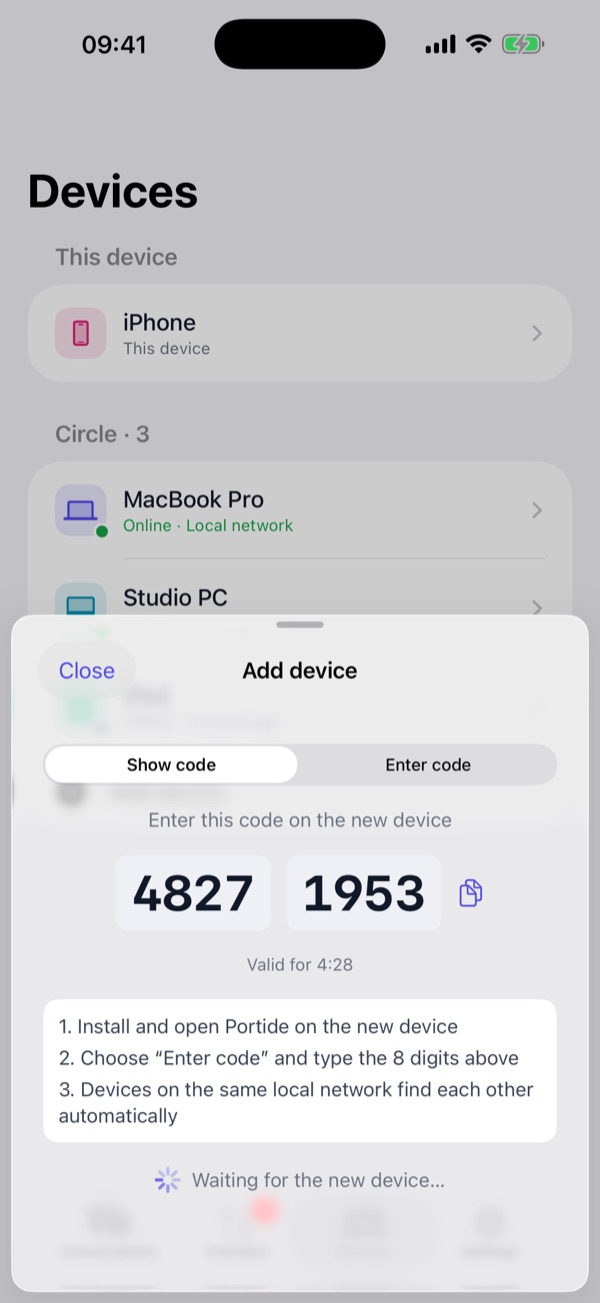 09:41
Devices
This device
iPhone
This device
Circle · 3
MacBook Pro
Online · Local network
Studio PC
Close
Add device
Show code
Enter code
Enter this code on the new device
4827 1953
Valid for 4:28
1. Install and open Portide on the new device
2. Choose “Enter code” and type the 8 digits above
3. Devices on the same local network find each other
automatically
Waiting for the new device...